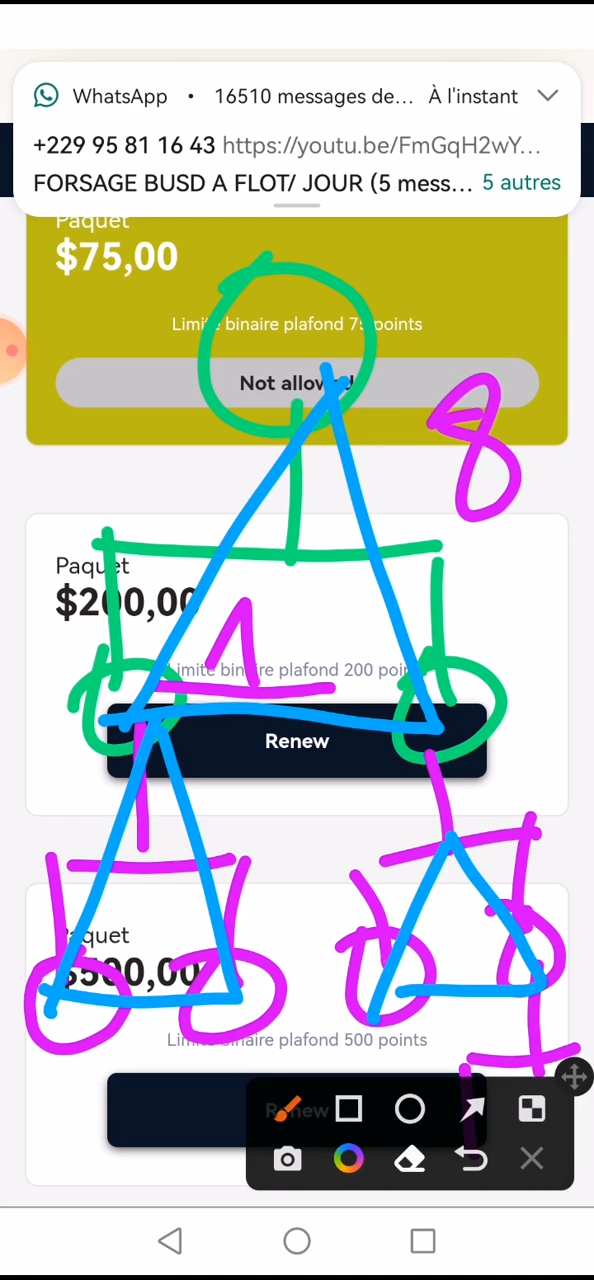 WhatsApp • 16510 messages de... À l'instant
+229 95 81 16 43 https://youtu.be/FmGqH2wY...
FORSAGE BUSD A FLOT/ JOUR (5 mess... 5 autres
Paquet
$75,00
Limite binaire plafond 75 points
Not allowed
8
Paquet
$200,00
1
Limite binaire plafond 200 points
Renew
Paquet
$500,00
Limite binaire plafond 500 points
Renew